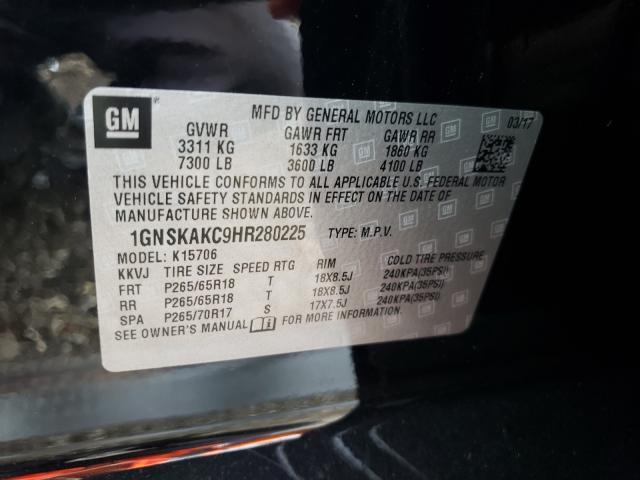 GM
MFD BY GENERAL MOTORS LLC
03/17
GVWR GAWR FRT GAWR RR
3311 KG 1633 KG 1860 KG
7300 LB 3600 LB 4100 LB
THIS VEHICLE CONFORMS TO ALL APPLICABLE U.S. FEDERAL MOTOR
VEHICLE SAFETY STANDARDS IN EFFECT ON THE DATE OF
MANUFACTURE SHOWN ABOVE.
1GNSKAKC9HR280225 TYPE: M.P.V.
MODEL: K15706
KKVJ TIRE SIZE SPEED RTG RIM COLD TIRE PRESSURE
FRT P265/65R18 T 18X8.5J 240KPA(35PSI)
RR P265/65R18 T 18X8.5J 240KPA(35PSI)
SPA P265/70R17 S 17X7.5J 240KPA(35PSI)
SEE OWNER'S MANUAL FOR MORE INFORMATION.